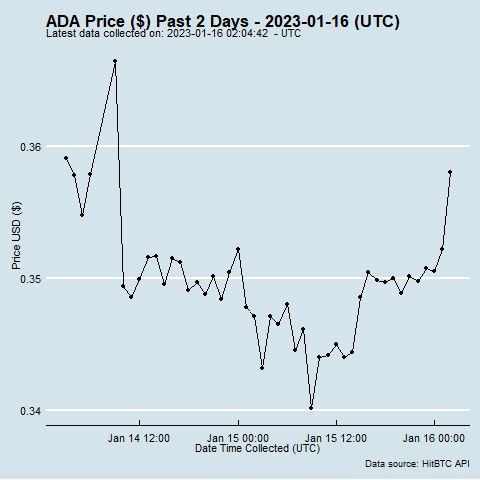 ADA Price ($) Past 2 Days - 2023-01-16 (UTC)
Latest data collected on: 2023-01-16 02:04:42 - UTC
0.36
0.35
0.34
Price USD ($)
Jan 14 12:00 Jan 15 00:00 Jan 15 12:00 Jan 16 00:00
Date Time Collected (UTC)
Data source: HitBTC API